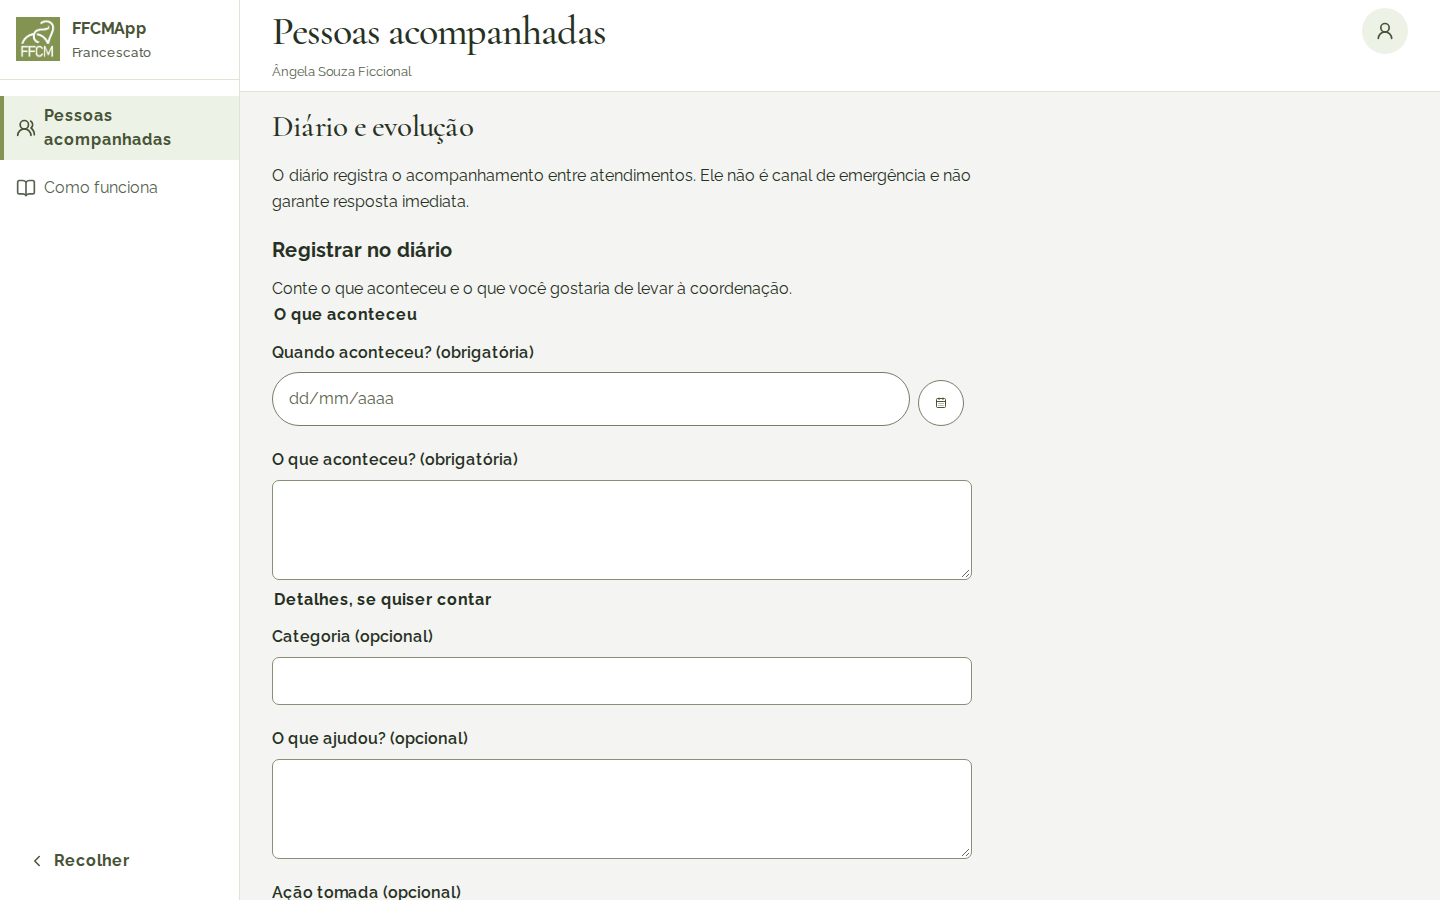 FFCM
FFCMApp
Francescato
Pessoas
acompanhadas
Como funciona
Recolher
Pessoas acompanhadas
Ângela Souza Ficcional
Diário e evolução
O diário registra o acompanhamento entre atendimentos. Ele não é canal de emergência e não
garante resposta imediata.
Registrar no diário
Conte o que aconteceu e o que você gostaria de levar à coordenação.
O que aconteceu
Quando aconteceu? (obrigatória)
dd/mm/aaaa
O que aconteceu? (obrigatória)
Detalhes, se quiser contar
Categoria (opcional)
O que ajudou? (opcional)
Ação tomada (opcional)